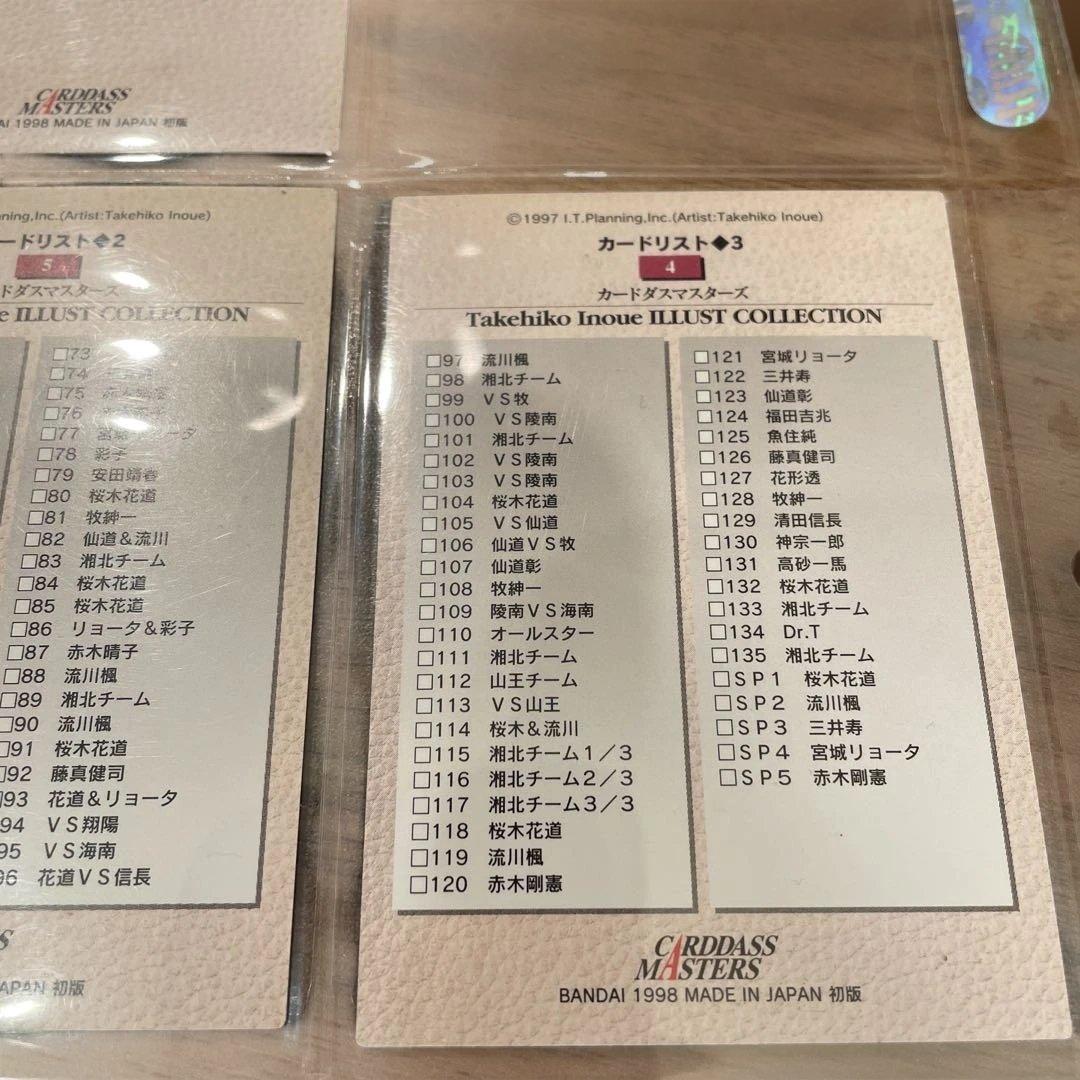 CARDDASS
MASTERS
AI 1998 MADE IN JAPAN 初版
ning,Inc.(Artist:Takehiko Inoue)
ードリスト◆2
5
ドダスマスターズ
e ILLUST COLLECTION
□73
□74
□75
□76
□77 宮城リョータ
□78 彩子
□79 安田靖春
□80 桜木花道
□81 牧紳一
□82 仙道&流川
□83 湘北チーム
□84 桜木花道
□85 桜木花道
□86 リョータ&彩子
□87 赤木晴子
□88 流川楓
□89 湘北チーム
□90 流川楓
□91 桜木花道
□92 藤真健司
□93 花道&リョータ
94 VS翔陽
95 VS海南
96 花道VS信長
S
APAN 初版
©1997 I.T.Planning,Inc.(Artist:Takehiko Inoue)
カードリスト◆3
4
カードダスマスターズ
Takehiko Inoue ILLUST COLLECTION
□97 流川楓
□98 湘北チーム
□99 VS牧
□100 VS陵南
□101 湘北チーム
□102 VS陵南
□103 VS陵南
□104 桜木花道
□105 VS仙道
□106 仙道VS牧
□107 仙道彰
□108 牧紳一
□109 陵南VS海南
□110 オールスター
□111 湘北チーム
□112 山王チーム
□113 VS山王
□114 桜木&流川
□115 湘北チーム1/3
□116 湘北チーム2/3
□117 湘北チーム3/3
□118 桜木花道
□119 流川楓
□120 赤木剛憲
□121 宮城リョータ
□122 三井寿
□123 仙道彰
□124 福田吉兆
□125 魚住純
□126 藤真健司
□127 花形透
□128 牧紳一
□129 清田信長
□130 神宗一郎
□131 高砂一馬
□132 桜木花道
□133 湘北チーム
□134 Dr.T
□135 湘北チーム
□SP1 桜木花道
□SP2 流川楓
□SP3 三井寿
□SP4 宮城リョータ
□SP5 赤木剛憲
CARDDASS
MASTERS
BANDAI 1998 MADE IN JAPAN 初版